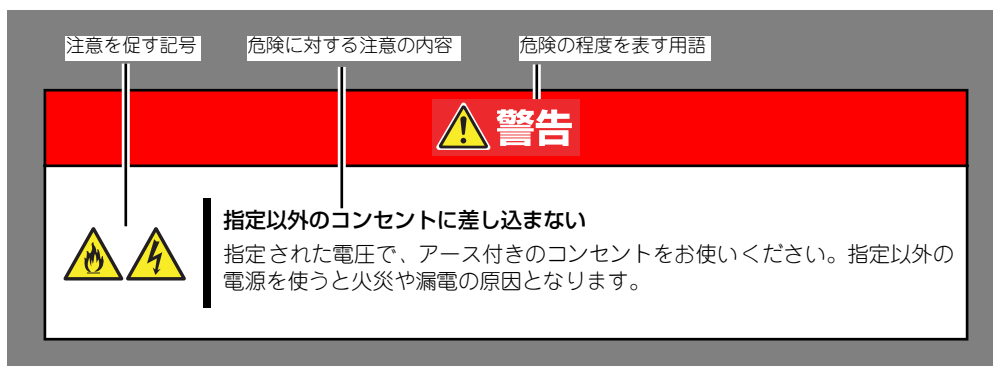 注意を促す記号
危険に対する注意の内容
危険の程度を表す用語
警告
指定以外のコンセントに差し込まない
指定された電圧で、アース付きのコンセントをお使いください。指定以外の
電源を使うと火災や漏電の原因となります。